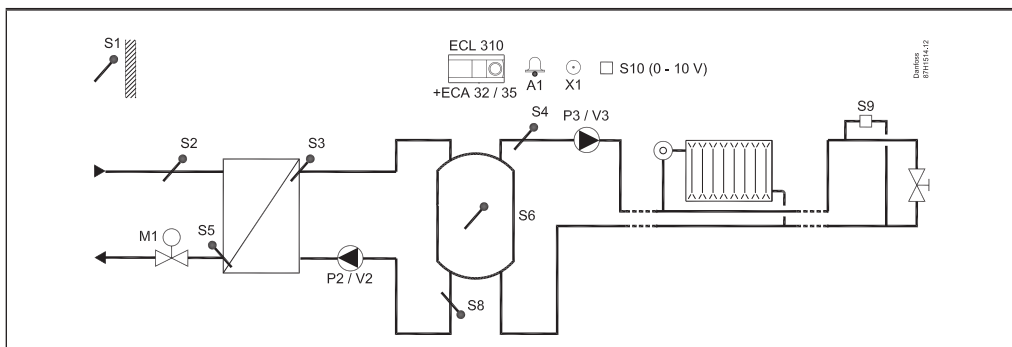 S1
ECL 310
+ECA 32 / 35
A1
X1
S10 (0 - 10 V)
Danfoss
87H1514.12
S2
S3
S4
P3 / V3
S9
S6
M1
S5
P2 / V2
S8